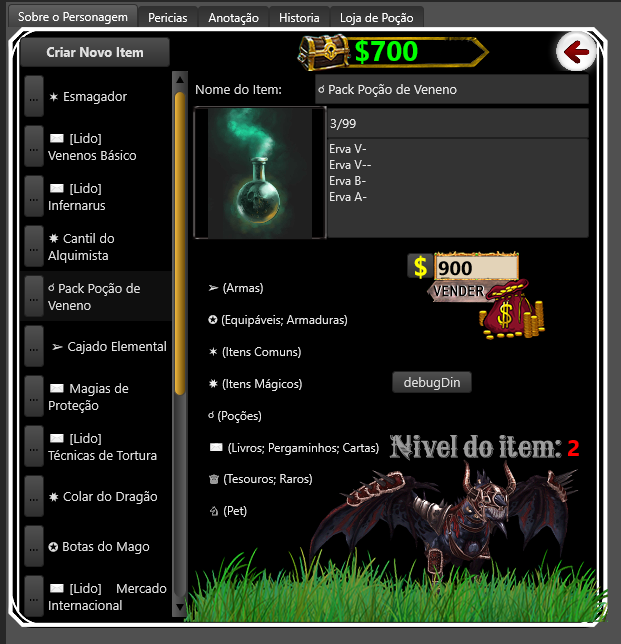 Sobre o Personagem
Pericias
Anotação
Historia
Loja de Poção
Criar Novo Item
$700
... ✶ Esmagador
... ✉ [Lido]
Venenos Básico
... ✉ [Lido]
Infernarus
... ✸ Cantil do
Alquimista
... ☌ Pack Poção de
Veneno
... ➢ Cajado Elemental
... ✉ Magias de
Proteção
... ✉ [Lido]
Técnicas de Tortura
... ✸ Colar do Dragão
... ✪ Botas do Mago
... ✉ [Lido] Mercado
Internacional
Nome do Item:
☌ Pack Poção de Veneno
3/99
Erva V-
Erva V--
Erva B-
Erva A-
$ 900
VENDER
$
➢ (Armas)
✪ (Equipáveis; Armaduras)
✶ (Itens Comuns)
✸ (Itens Mágicos)
debugDin
☌ (Poções)
✉ (Livros; Pergaminhos; Cartas)
Nivel do item: 2
(Tesouros; Raros)
♘ (Pet)